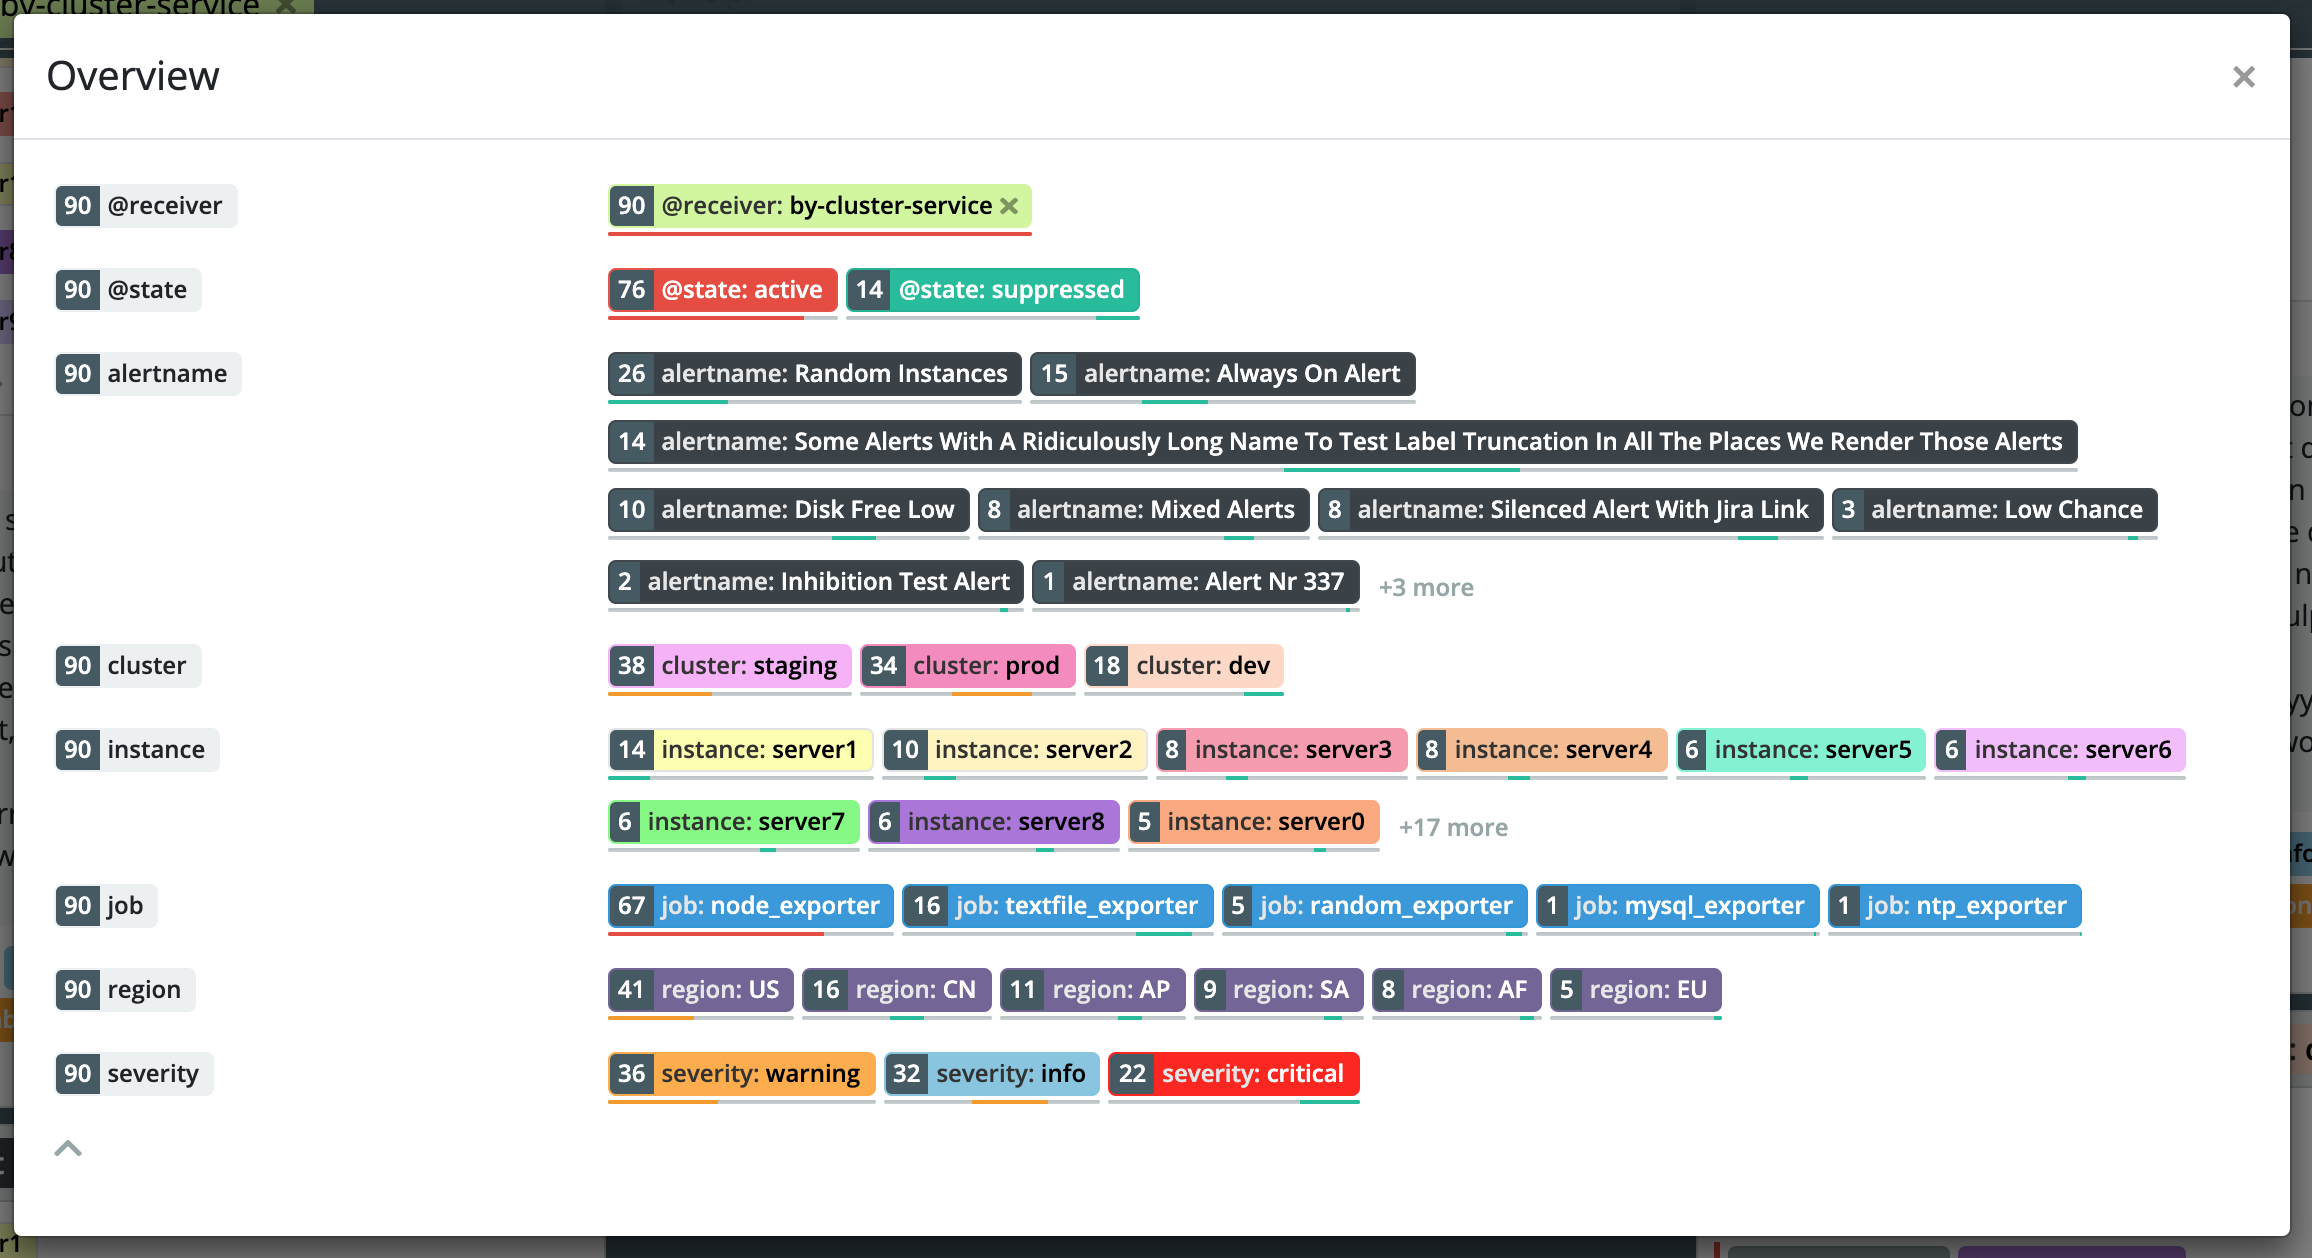 by-cluster-service
Overview
90 @receiver
90 @receiver: by-cluster-service
90 @state
76 @state: active 14 @state: suppressed
90 alertname
26 alertname: Random Instances 15 alertname: Always On Alert
14 alertname: Some Alerts With A Ridiculously Long Name To Test Label Truncation In All The Places We Render Those Alerts
10 alertname: Disk Free Low 8 alertname: Mixed Alerts 8 alertname: Silenced Alert With Jira Link 3 alertname: Low Chance
2 alertname: Inhibition Test Alert 1 alertname: Alert Nr 337 +3 more
90 cluster
38 cluster: staging 34 cluster: prod 18 cluster: dev
90 instance
14 instance: server1 10 instance: server2 8 instance: server3 8 instance: server4 6 instance: server5 6 instance: server6
6 instance: server7 6 instance: server8 5 instance: server0 +17 more
90 job
67 job: node_exporter 16 job: textfile_exporter 5 job: random_exporter 1 job: mysql_exporter 1 job: ntp_exporter
90 region
41 region: US 16 region: CN 11 region: AP 9 region: SA 8 region: AF 5 region: EU
90 severity
36 severity: warning 32 severity: info 22 severity: critical